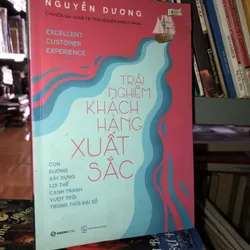 NGUYỄN DƯƠNG
EXCELLENT
CUSTOMER
EXPERIENCE
TRẢI
NGHIỆM
KHÁCH
HÀNG
XUẤT
SẮC
CON
ĐƯỜNG
XÂY DỰNG
LỢI THẾ
CẠNH TRANH
VƯỢT TRỘI
TRONG THỜI ĐẠI SỐ